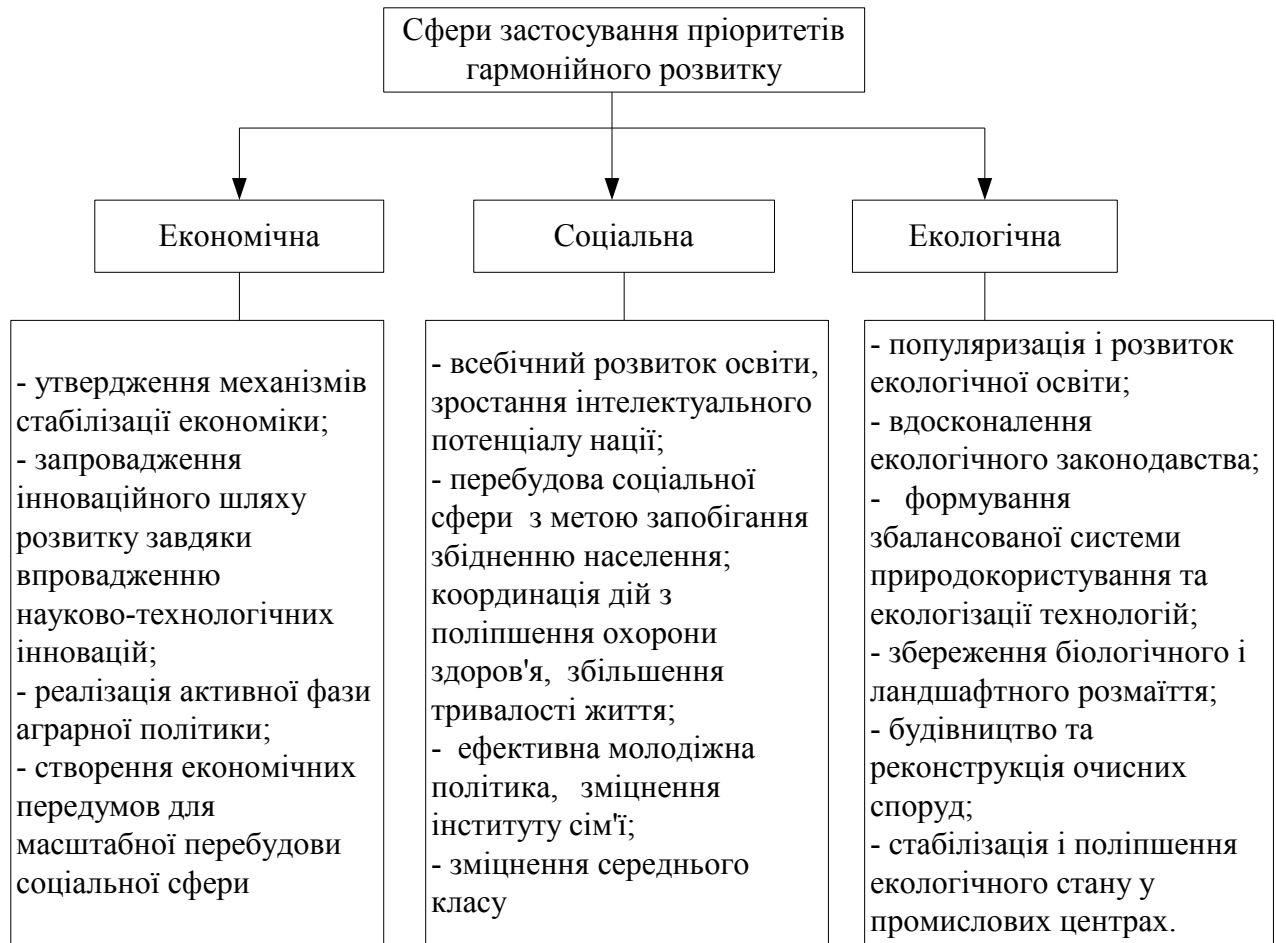 Сфери застосування пріоритетів
гармонійного розвитку
Економічна
Соціальна
Екологічна
- утвердження механізмів
стабілізації економіки;
- запровадження
інноваційного шляху
розвитку завдяки
впровадженню
науково-технологічних
інновацій;
- реалізація активної фази
аграрної політики;
- створення економічних
передумов для
масштабної перебудови
соціальної сфери
- всебічний розвиток освіти,
зростання інтелектуального
потенціалу нації;
- перебудова соціальної
сфери з метою запобігання
збідненню населення;
координація дій з
поліпшення охорони
здоров'я, збільшення
тривалості життя;
- ефективна молодіжна
політика, зміцнення
інституту сім'ї;
- зміцнення середнього
класу
- популяризація і розвиток
екологічної освіти;
- вдосконалення
екологічного законодавства;
- формування
збалансованої системи
природокористування та
екологізації технологій;
- збереження біологічного і
ландшафтного розмаїття;
- будівництво та
реконструкція очисних
споруд;
- стабілізація і поліпшення
екологічного стану у
промислових центрах.